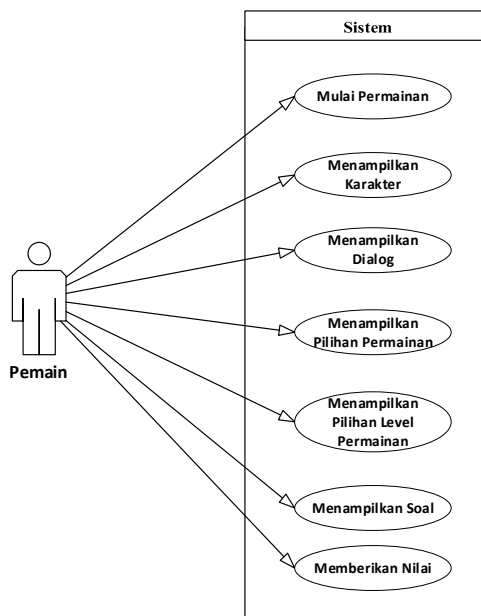 Sistem
Mulai Permainan
Menampilkan
Karakter
Menampilkan
Dialog
Menampilkan
Pilihan Permainan
Pemain
Menampilkan
Pilihan Level
Permainan
Menampilkan Soal
Memberikan Nilai